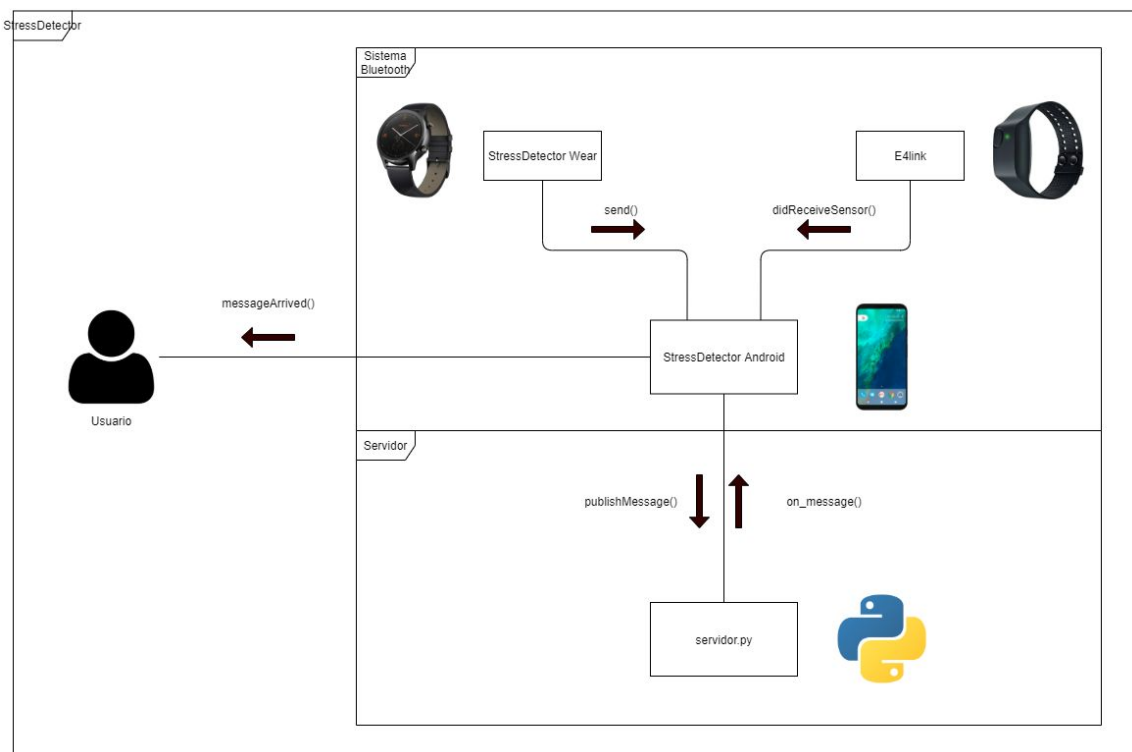 StressDetector
Sistema
Bluetooth
StressDetector Wear
E4link
send()
didReceiveSensor()
messageArrived()
StressDetector Android
Usuario
Servidor
publishMessage()
on_message()
servidor.py